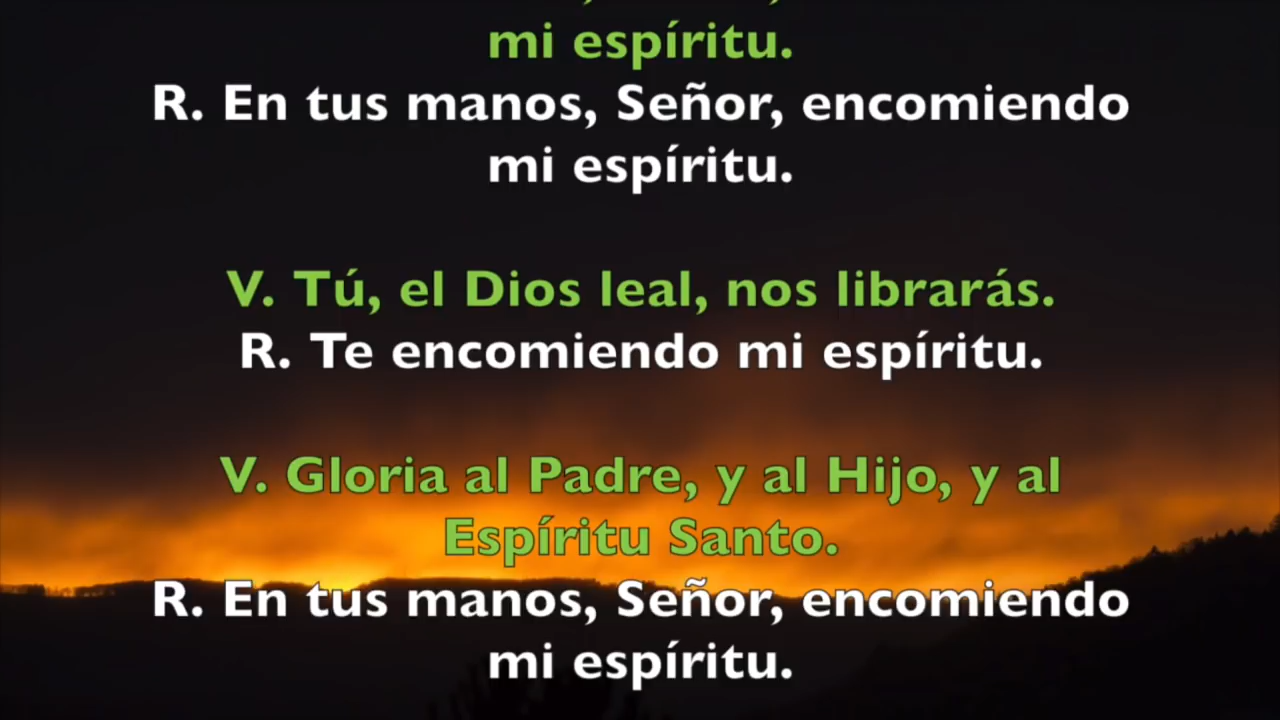 mi espíritu.
R. En tus manos, Señor, encomiendo
mi espíritu.
V. Tú, el Dios leal, nos librarás.
R. Te encomiendo mi espíritu.
V. Gloria al Padre, y al Hijo, y al
Espíritu Santo.
R. En tus manos, Señor, encomiendo
mi espíritu.